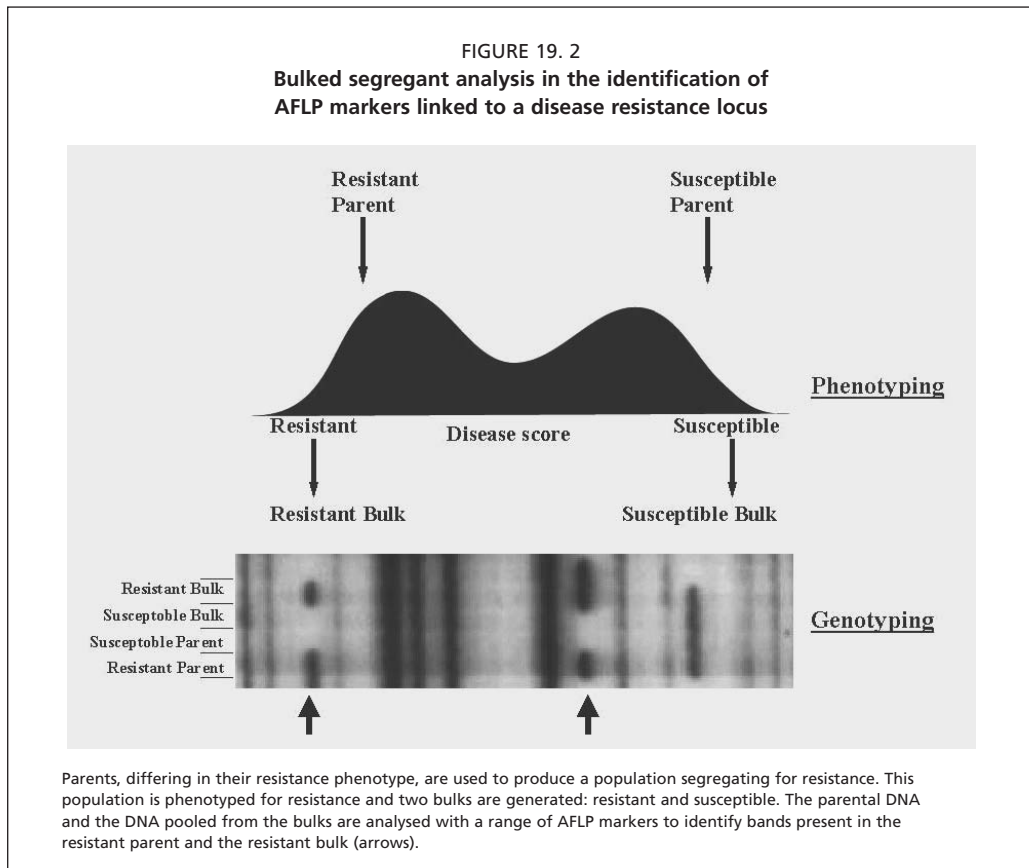 FIGURE 19. 2
Bulked segregant analysis in the identification of
AFLP markers linked to a disease resistance locus
Resistant
Parent
Susceptible
Parent
Phenotyping
Resistant
Disease score
Susceptible
Resistant Bulk
Susceptible Bulk
Resistant Bulk
Susceptoble Bulk
Susceptoble Parent
Resistant Parent
Genotyping
Parents, differing in their resistance phenotype, are used to produce a population segregating for resistance. This
population is phenotyped for resistance and two bulks are generated: resistant and susceptible. The parental DNA
and the DNA pooled from the bulks are analysed with a range of AFLP markers to identify bands present in the
resistant parent and the resistant bulk (arrows).